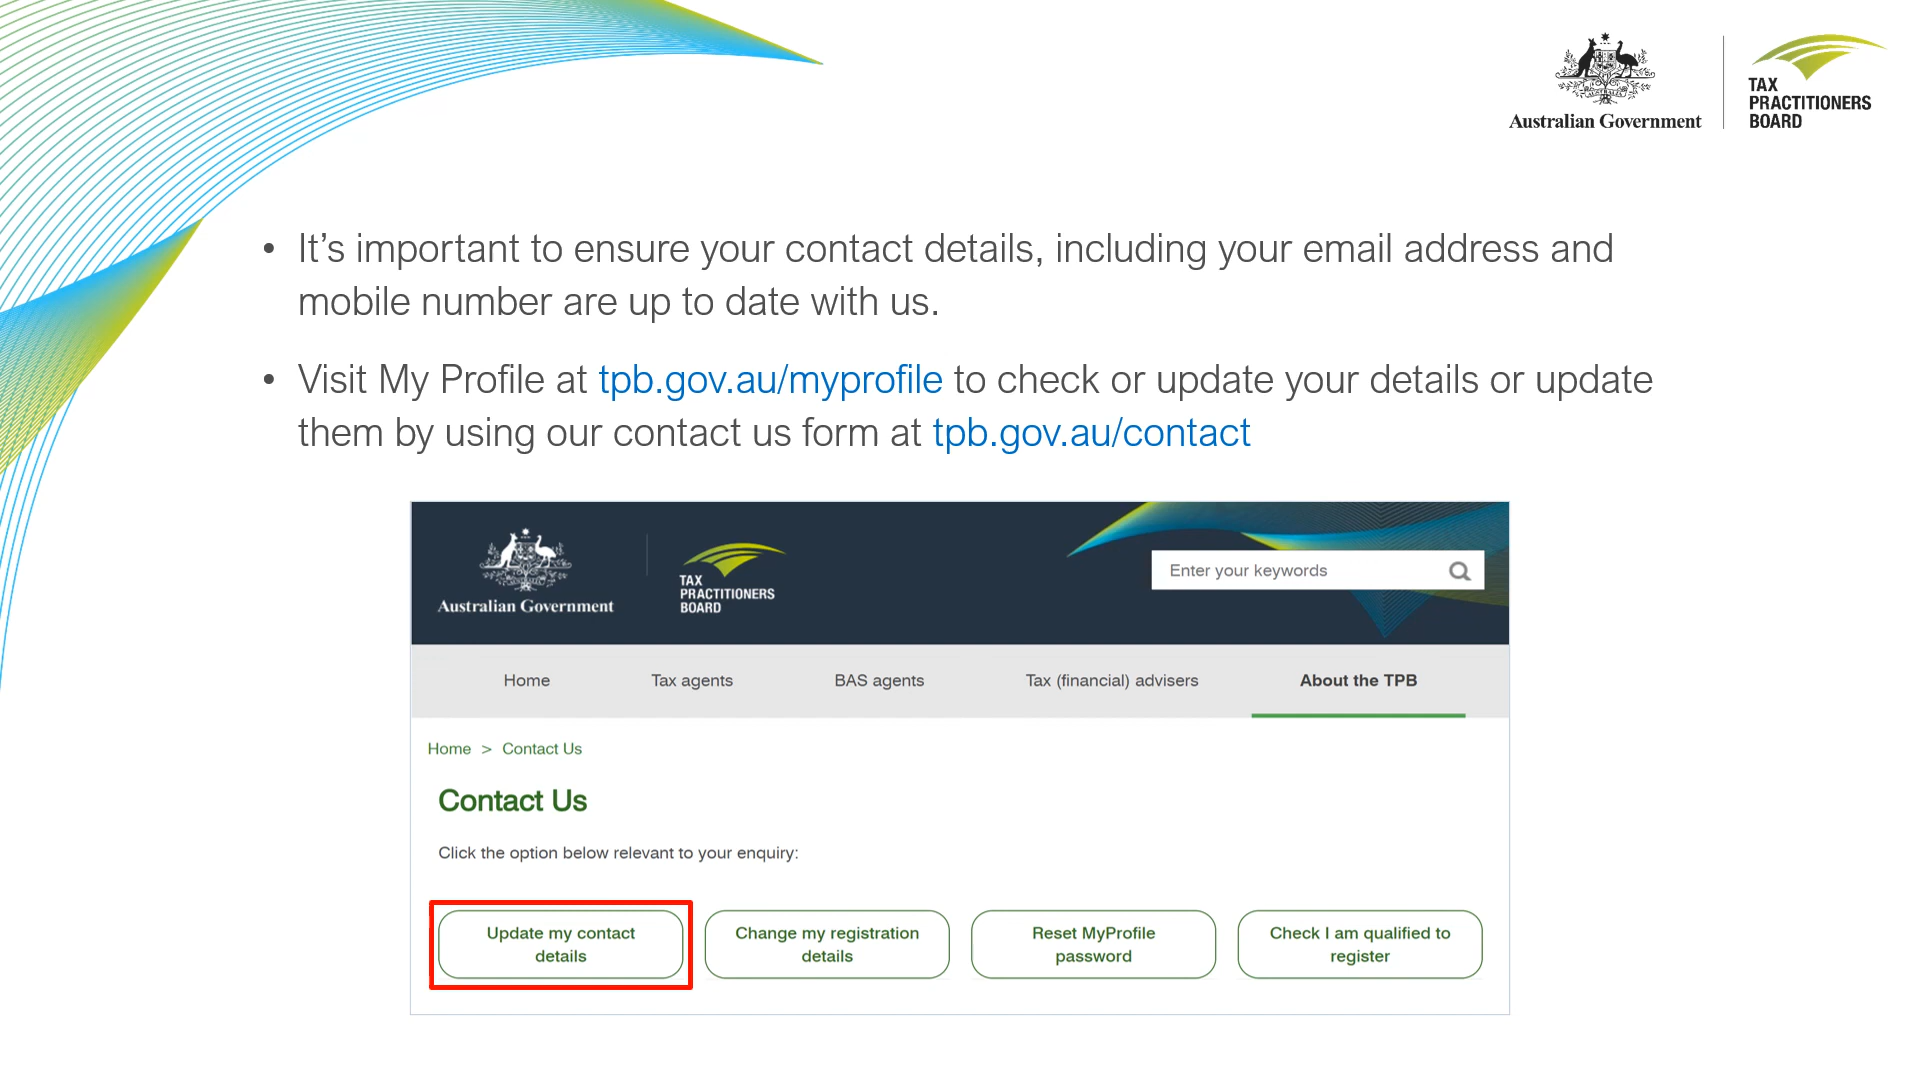 Australian Government
TAX
PRACTITIONERS
BOARD
• It’s important to ensure your contact details, including your email address and
mobile number are up to date with us.
• Visit My Profile at tpb.gov.au/myprofile to check or update your details or update
them by using our contact us form at tpb.gov.au/contact
Australian Government
TAX
PRACTITIONERS
BOARD
Enter your keywords
Home Tax agents BAS agents Tax (financial) advisers About the TPB
Home > Contact Us
Contact Us
Click the option below relevant to your enquiry:
Update my contact
details
Change my registration
details
Reset MyProfile
password
Check I am qualified to
register